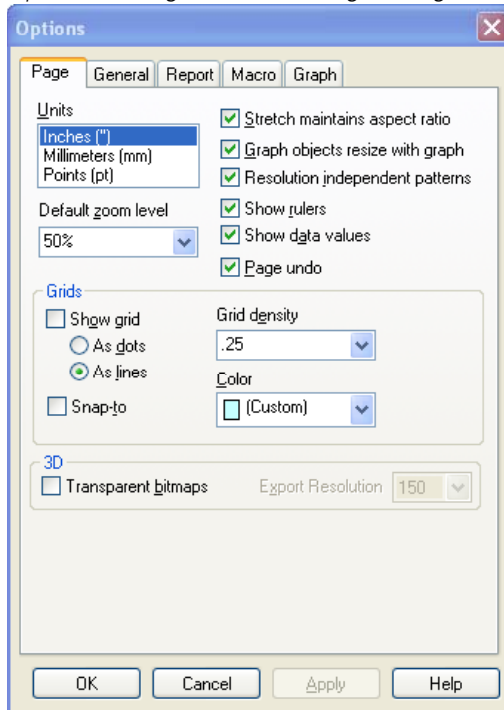 Options
Page General Report Macro Graph
Units
Inches (")
Millimeters (mm)
Points (pt)
Default zoom level
50%
Stretch maintains aspect ratio
Graph objects resize with graph
Resolution independent patterns
Show rulers
Show data values
Page undo
Grids
Show grid
As dots
As lines
Snap-to
Grid density
.25
Color
(Custom)
3D
Transparent bitmaps
Export Resolution 150
OK Cancel Apply Help